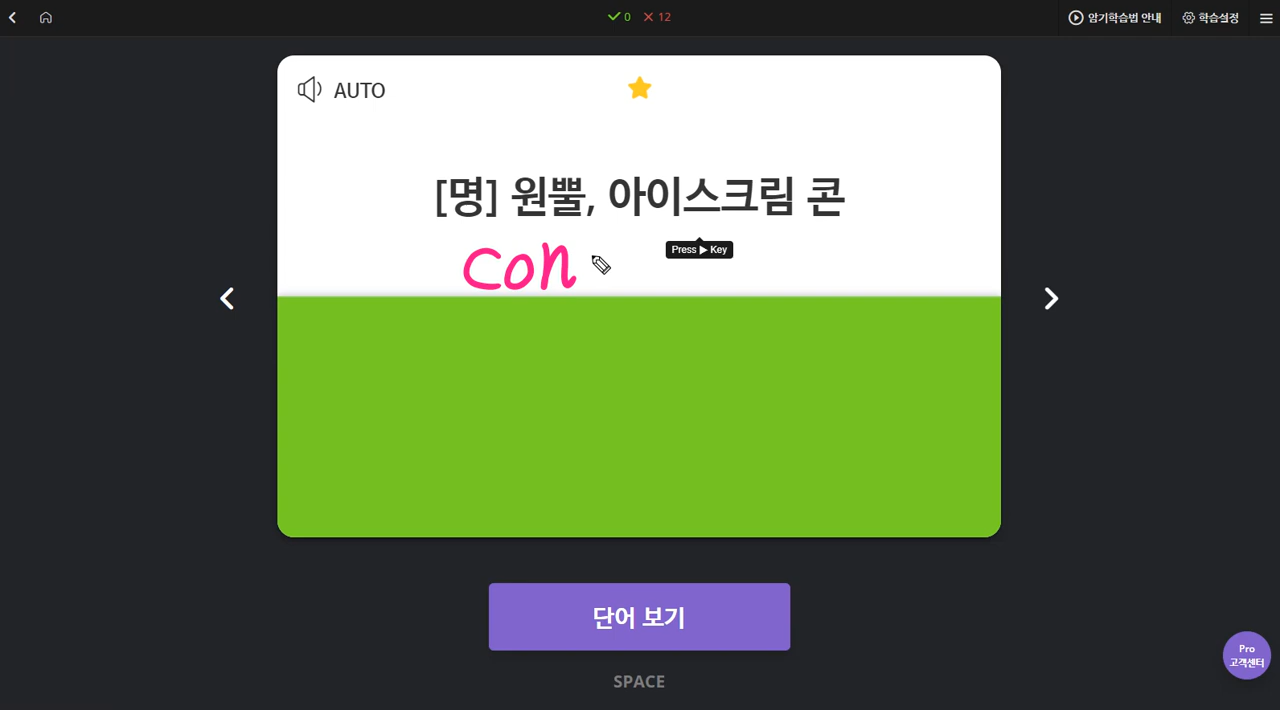 0 12 암기학습법 안내 학습설정
AUTO
[명] 원뿔, 아이스크림 콘
con
Press ▶ Key
단어 보기
SPACE
Pro
고객센터